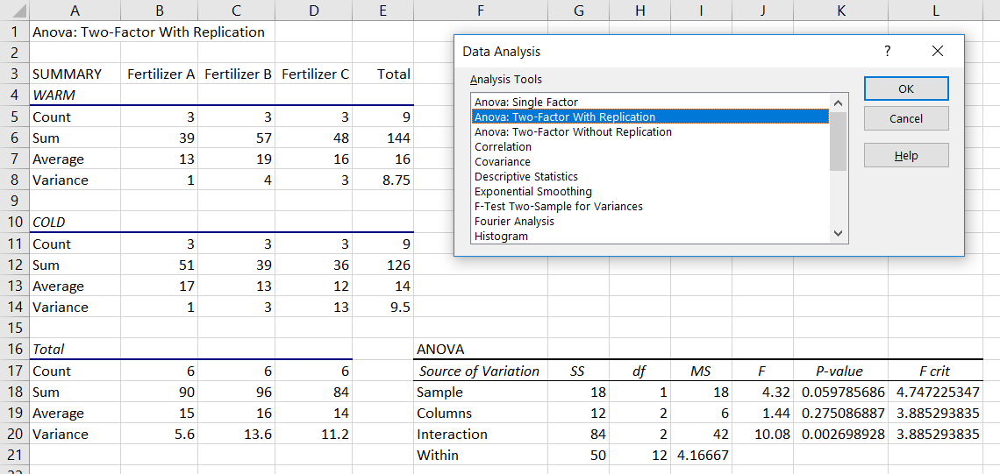 A B C D E F G H I J K L
1 Anova: Two-Factor With Replication
2
3 SUMMARY Fertilizer A Fertilizer B Fertilizer C Total
4 WARM
5 Count 3 3 3 9
6 Sum 39 57 48 144
7 Average 13 19 16 16
8 Variance 1 4 3 8.75
9
10 COLD
11 Count 3 3 3 9
12 Sum 51 39 36 126
13 Average 17 13 12 14
14 Variance 1 3 13 9.5
15
16 Total ANOVA
17 Count 6 6 6 Source of Variation SS df MS F P-value F crit
18 Sum 90 96 84 Sample 18 1 18 4.32 0.059785686 4.747225347
19 Average 15 16 14 Columns 12 2 6 1.44 0.275086887 3.885293835
20 Variance 5.6 13.6 11.2 Interaction 84 2 42 10.08 0.002698928 3.885293835
21 Within 50 12 4.16667
Data Analysis ?
Analysis Tools
Anova: Single Factor
Anova: Two-Factor With Replication
Anova: Two-Factor Without Replication
Correlation
Covariance
Descriptive Statistics
Exponential Smoothing
F-Test Two-Sample for Variances
Fourier Analysis
Histogram
OK
Cancel
Help